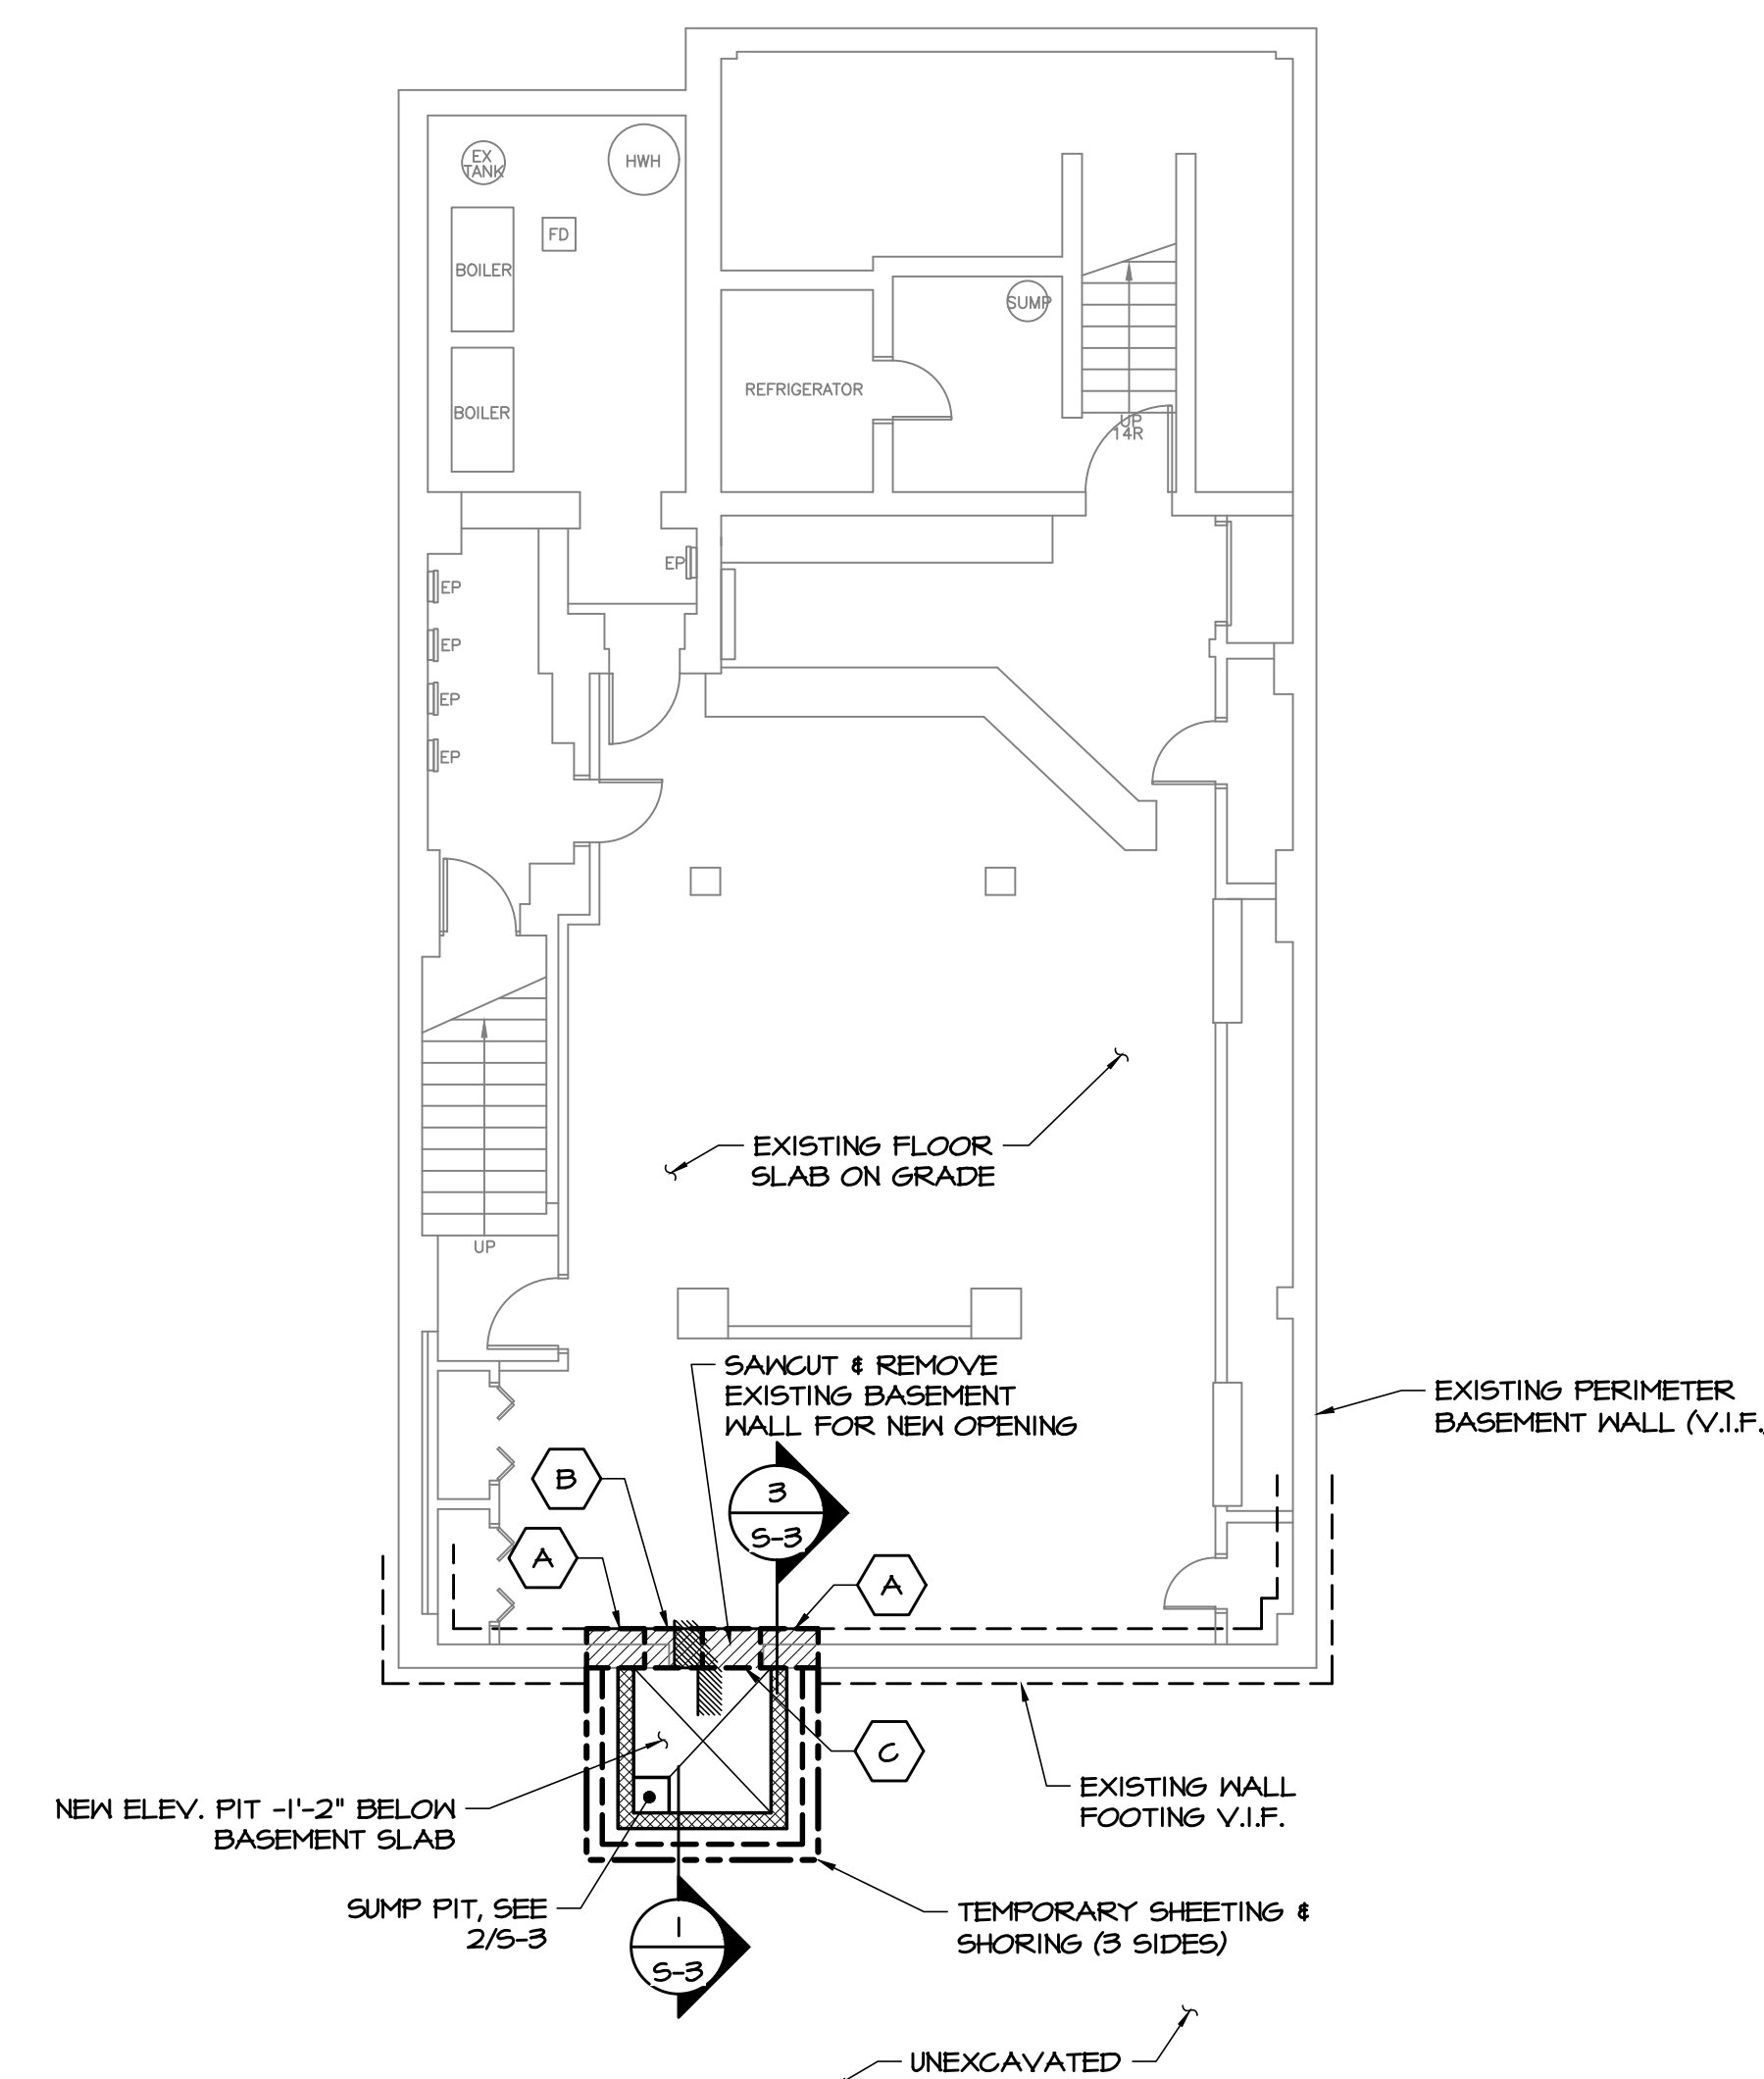 EX
TANK
HWH
FD
BOILER
SUMP
REFRIGERATOR
BOILER
UP
14R
EP
EP
EP
EP
EP
EXISTING FLOOR
SLAB ON GRADE
UP
SAWCUT & REMOVE
EXISTING BASEMENT
WALL FOR NEW OPENING
EXISTING PERIMETER
BASEMENT WALL (V.I.F.
B
3
S-3
A
A
C
NEW ELEV. PIT -1'-2" BELOW
BASEMENT SLAB
EXISTING WALL
FOOTING V.I.F.
SUMP PIT, SEE
2/S-3
1
S-3
TEMPORARY SHEETING &
SHORING (3 SIDES)
UNEXCAVATED